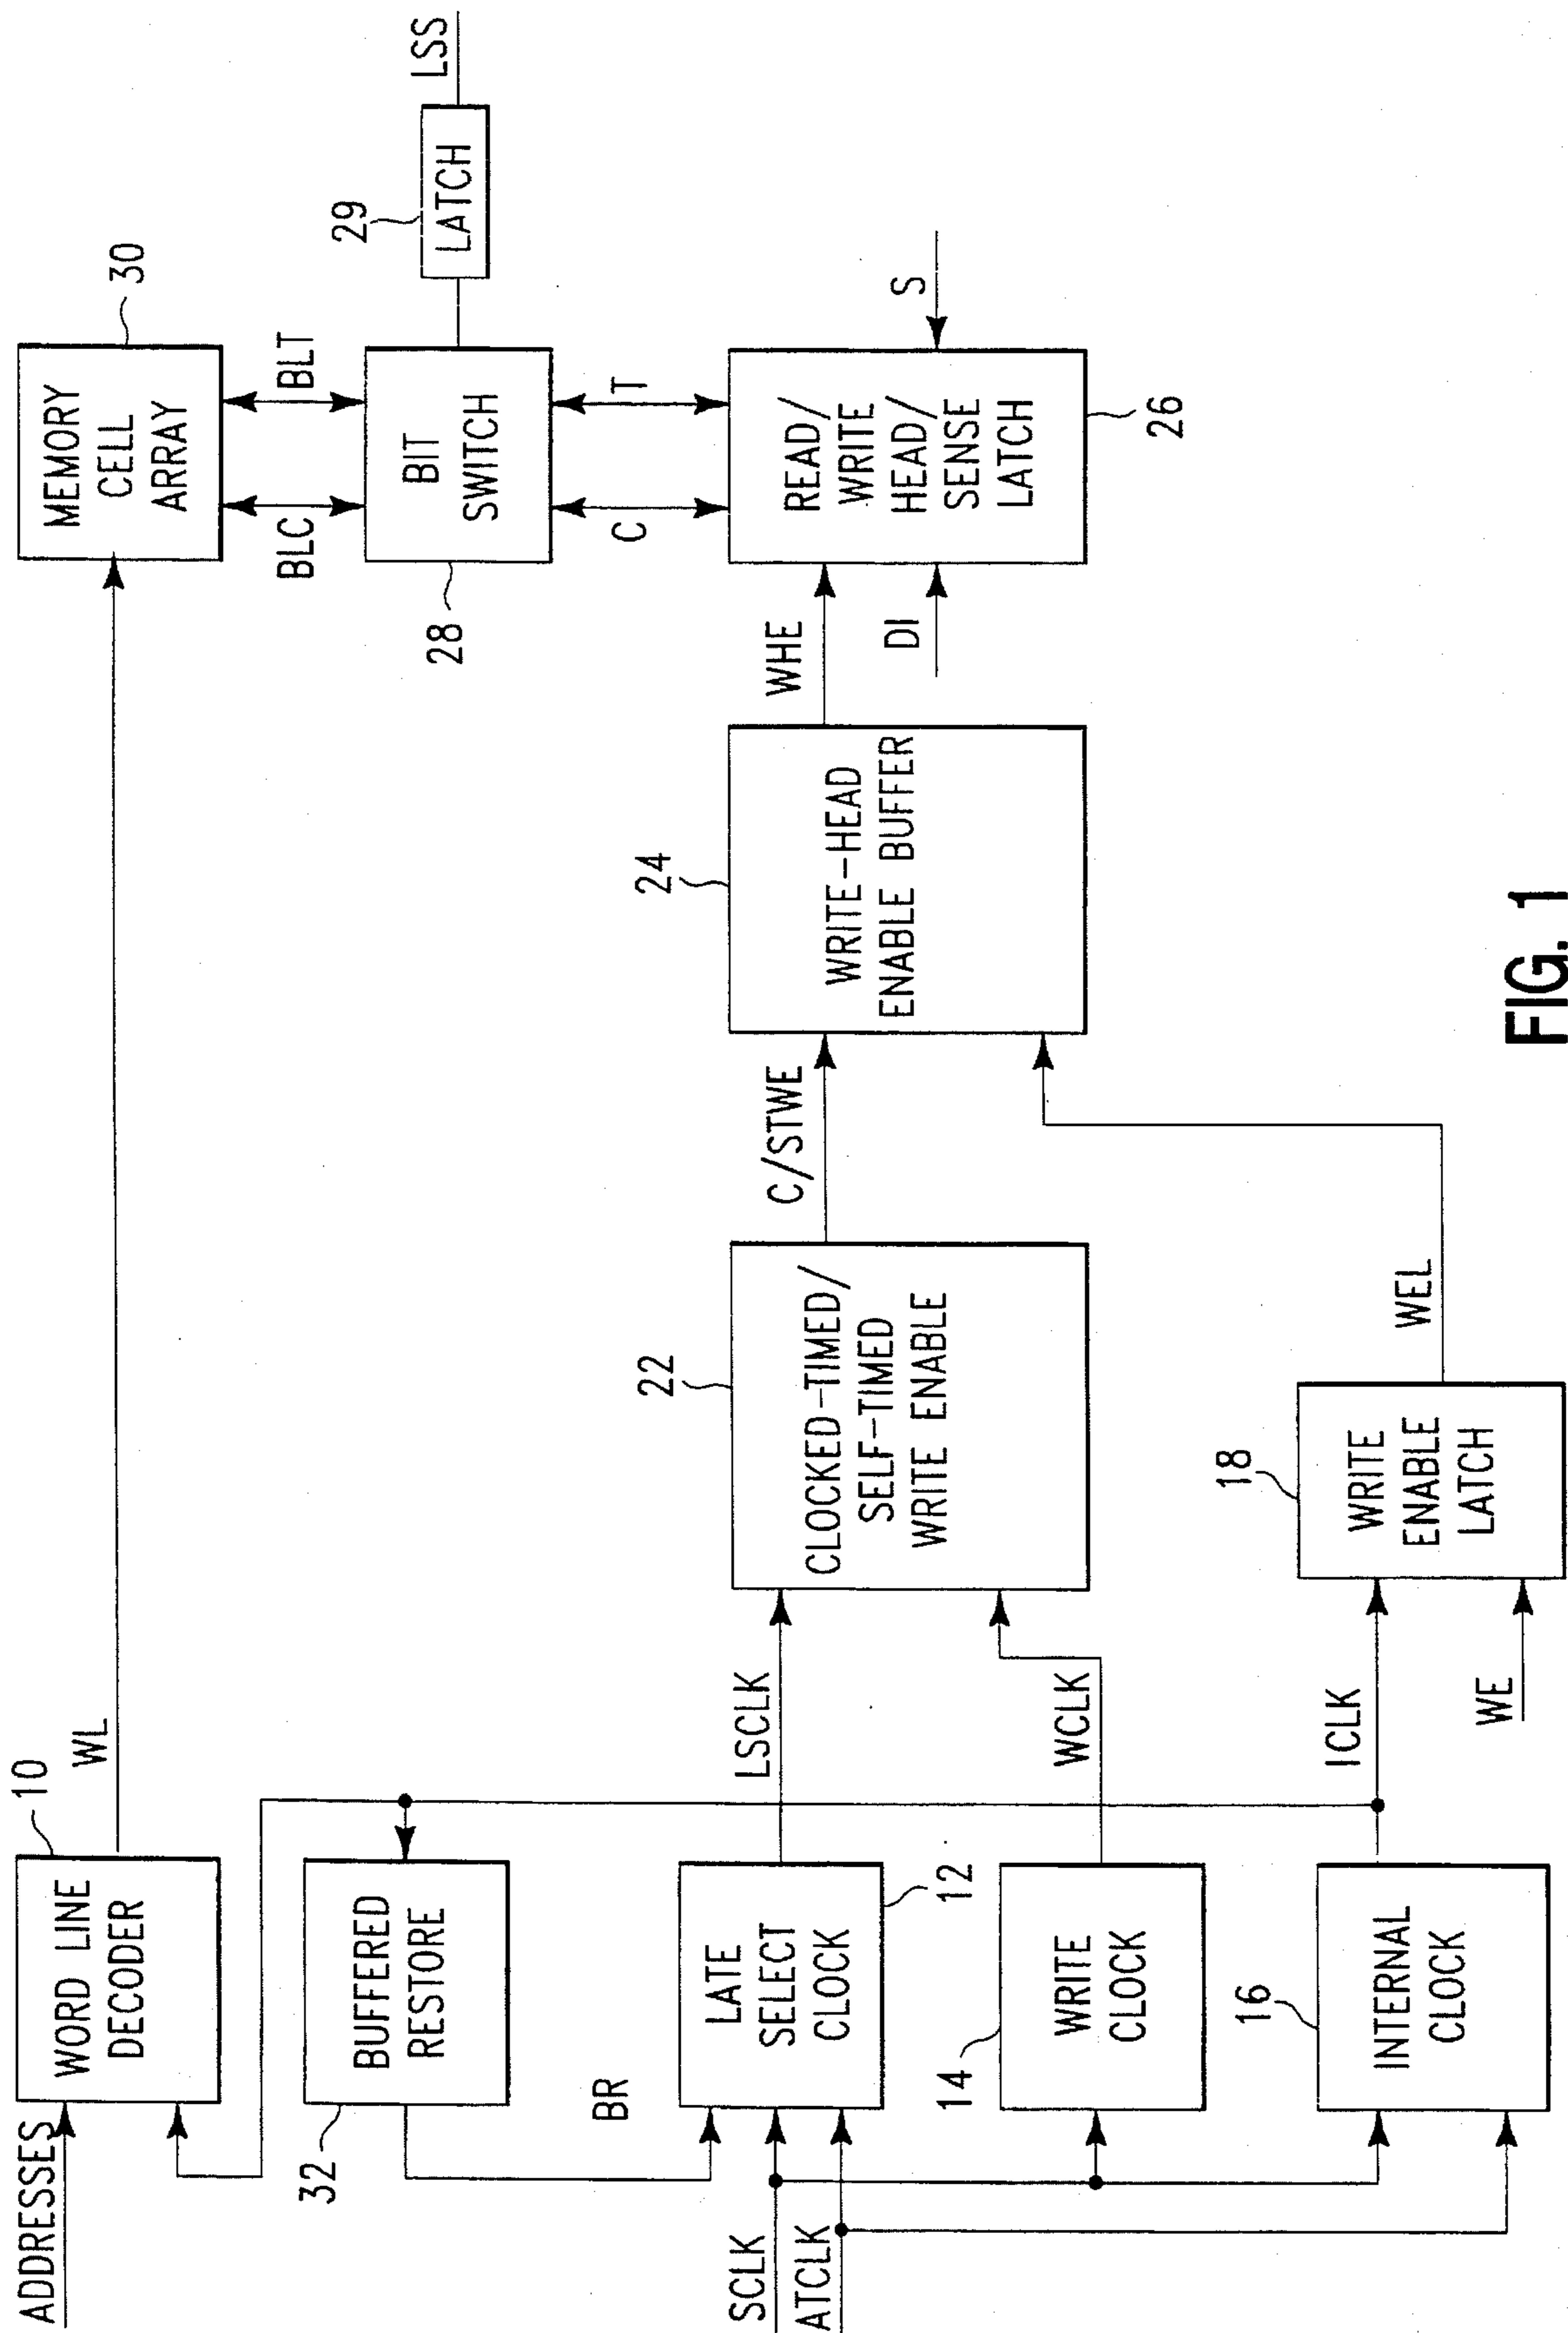 ADDRESSES
WORD LINE
DECODER
10
WL
MEMORY
CELL
ARRAY
30
BLC
BLT
BUFFERED
RESTORE
32
BR
BIT
SWITCH
28
LATCH
29
LSS
C
T
SCLK
ATCLK
LATE
SELECT
CLOCK
12
LSCLK
WRITE
CLOCK
14
WCLK
INTERNAL
CLOCK
16
ICLK
CLOCKED-TIMED/
SELF-TIMED
WRITE ENABLE
22
C/STWE
WRITE-HEAD
ENABLE BUFFER
24
WHE
DI
READ/
WRITE
HEAD/
SENSE
LATCH
26
S
WE
WRITE
ENABLE
LATCH
18
WEL
FIG. 1